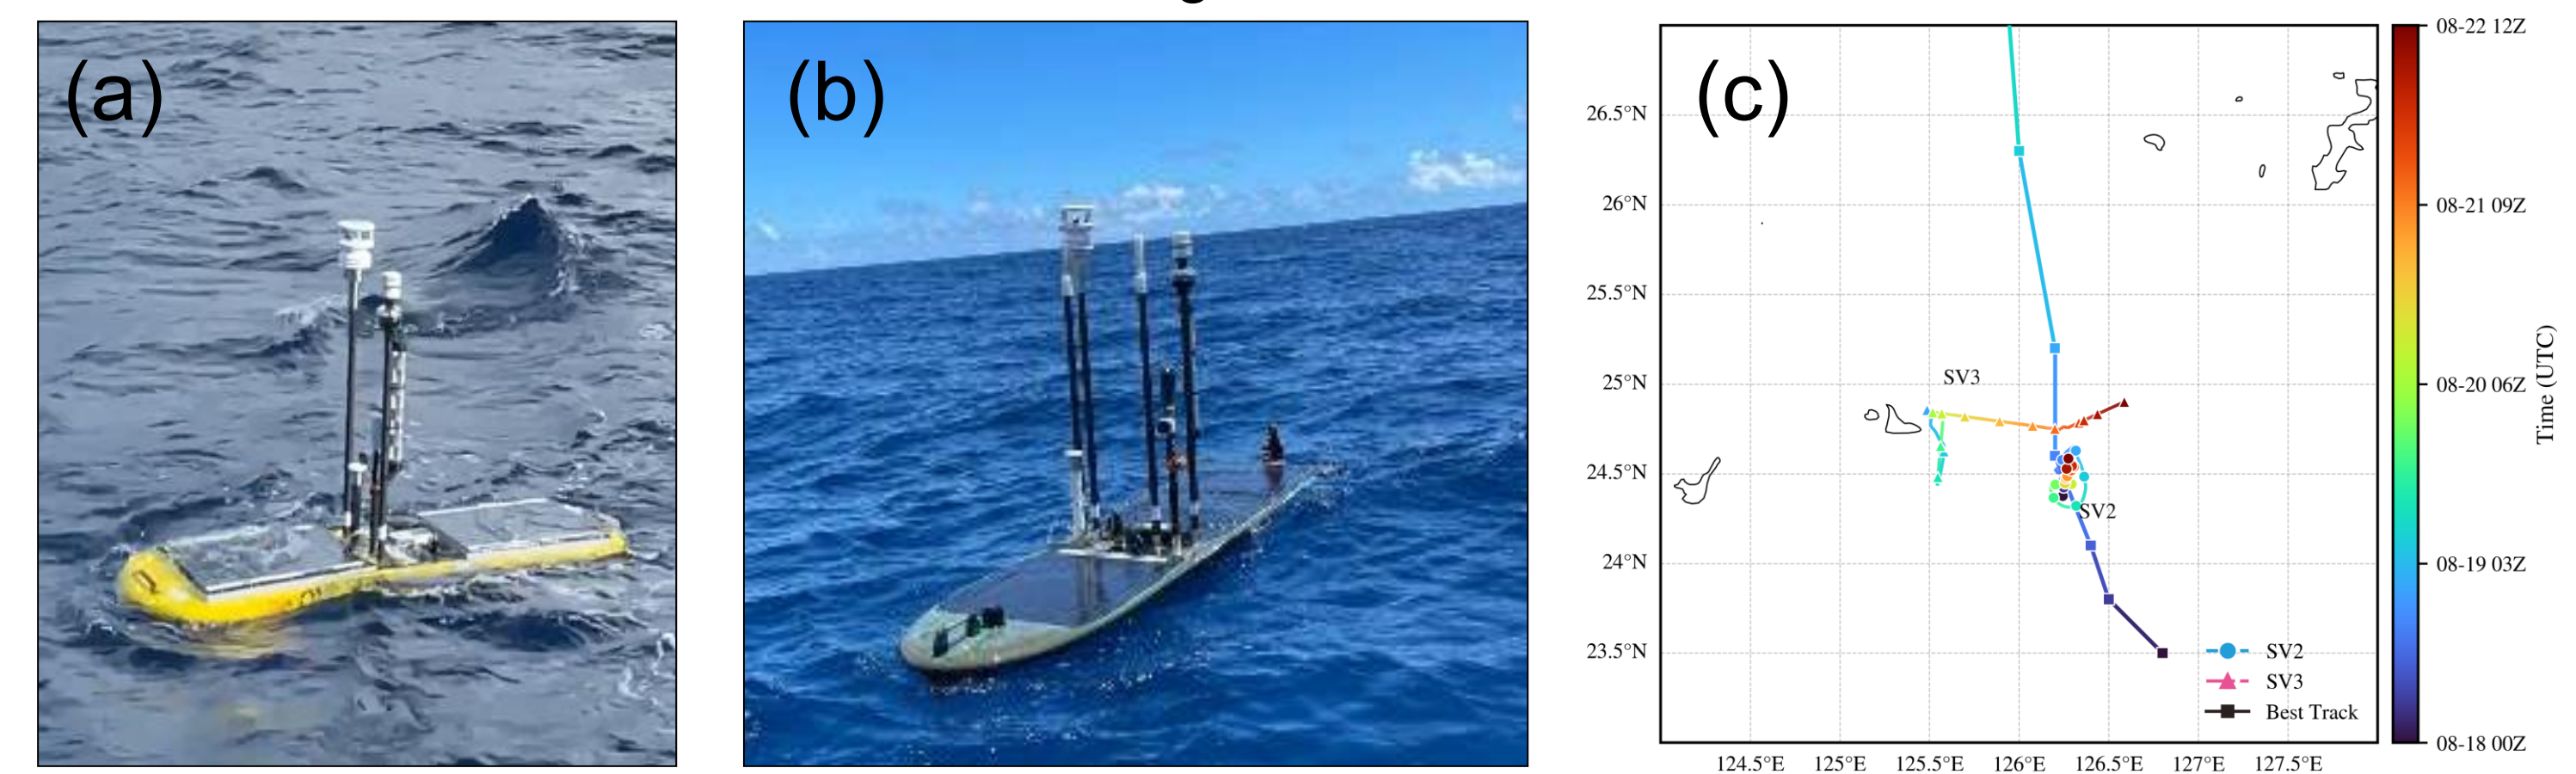 (a)
(b)
(c)
26.5°N
26°N
25.5°N
25°N
24.5°N
24°N
23.5°N
124.5°E
125°E
125.5°E
126°E
126.5°E
127°E
127.5°E
SV3
SV2
SV2
SV3
Best Track
08-22 12Z
08-21 09Z
08-20 06Z
08-19 03Z
08-18 00Z
Time (UTC)